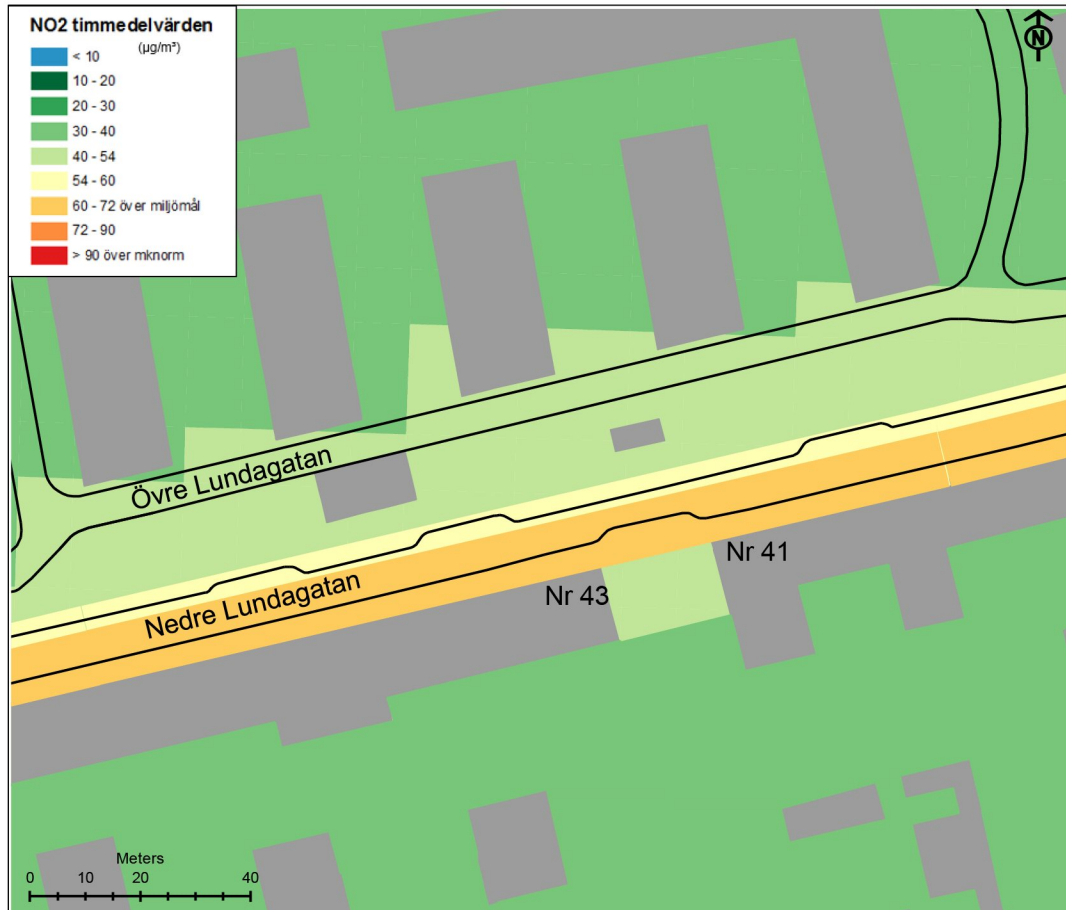 NO2 timmedelvärden
(µg/m³)
< 10
10 - 20
20 - 30
30 - 40
40 - 54
54 - 60
60 - 72 över miljömål
72 - 90
> 90 över mknorm
N
Övre Lundagatan
Nr 41
Nr 43
Nedre Lundagatan
Meters
0 10 20 40